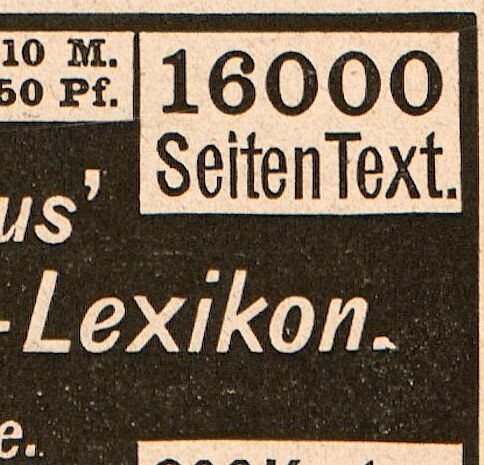 10 M.
50 Pf.
16000
Seiten Text.
us'
-Lexikon.
e.